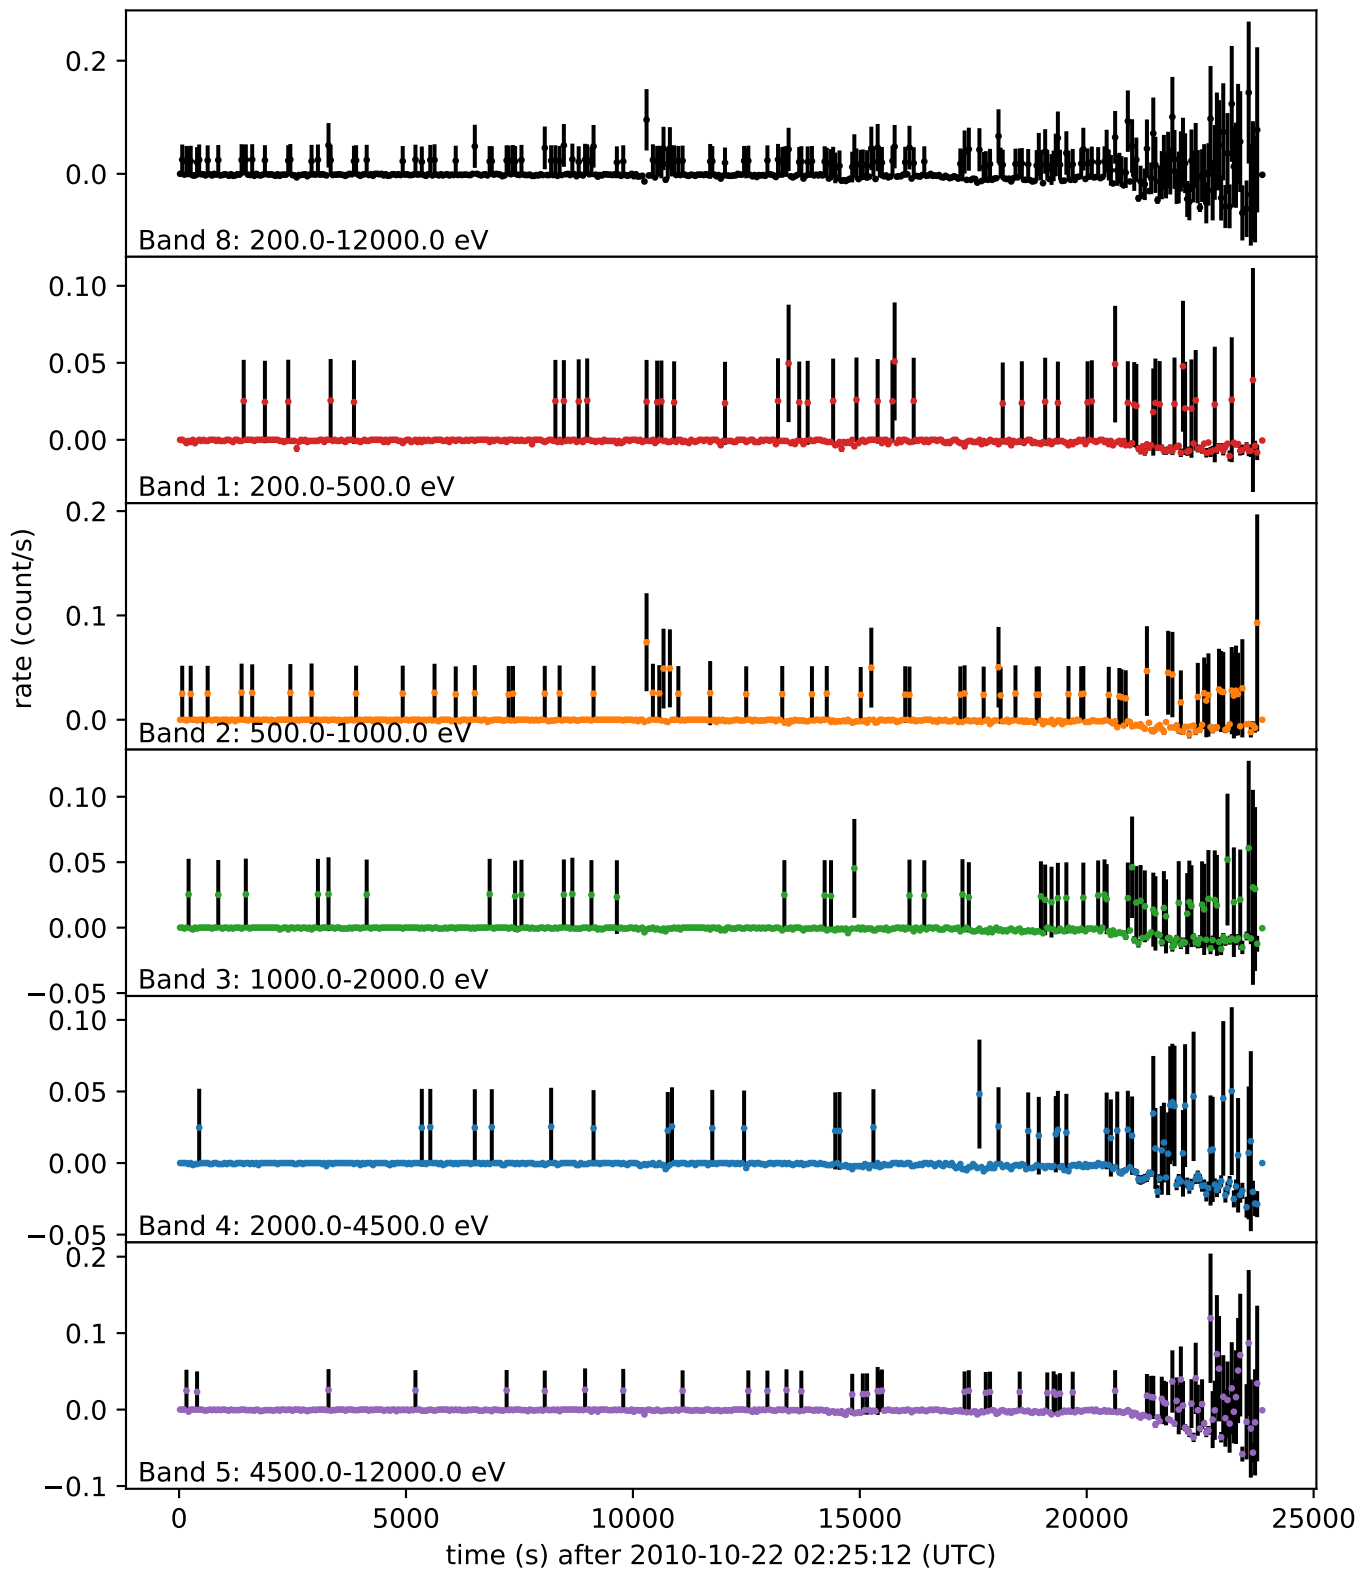 0.2
0.0
Band 8: 200.0-12000.0 eV
0.10
0.05
0.00
Band 1: 200.0-500.0 eV
0.2
0.1
0.0
Band 2: 500.0-1000.0 eV
rate (count/s)
0.10
0.05
0.00
−0.05
Band 3: 1000.0-2000.0 eV
0.10
0.05
0.00
−0.05
Band 4: 2000.0-4500.0 eV
0.2
0.1
0.0
−0.1
Band 5: 4500.0-12000.0 eV
0 5000 10000 15000 20000 25000
time (s) after 2010-10-22 02:25:12 (UTC)